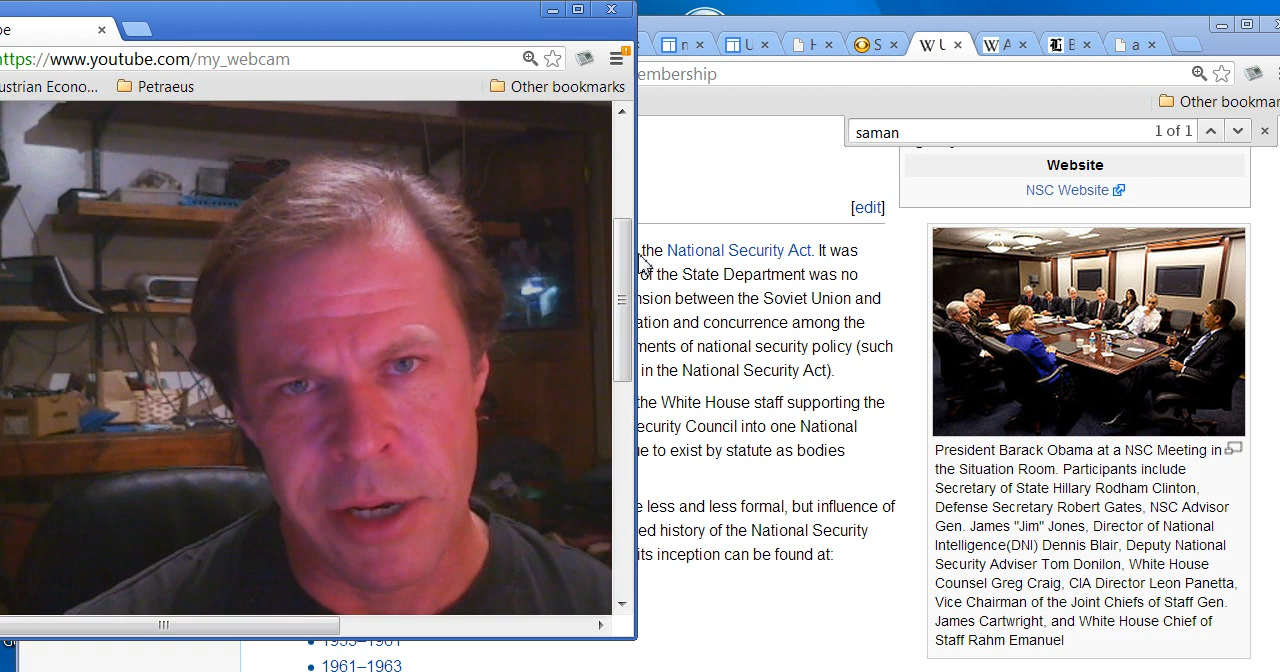 be
https://www.youtube.com/my_webcam
ustrian Econo...
Petraeus
Other bookmarks
n
U
H
S
W U
W A
L E
a
embership
Other bookmar
saman
1 of 1
Website
NSC Website
[edit]
the National Security Act. It was
of the State Department was no
nsion between the Soviet Union and
ation and concurrence among the
ments of national security policy (such
in the National Security Act).
the White House staff supporting the
ecurity Council into one National
ue to exist by statute as bodies
e less and less formal, but influence of
ed history of the National Security
its inception can be found at:
1953–1961
1961–1963
President Barack Obama at a NSC Meeting in
the Situation Room. Participants include
Secretary of State Hillary Rodham Clinton,
Defense Secretary Robert Gates, NSC Advisor
Gen. James "Jim" Jones, Director of National
Intelligence(DNI) Dennis Blair, Deputy National
Security Adviser Tom Donilon, White House
Counsel Greg Craig, CIA Director Leon Panetta,
Vice Chairman of the Joint Chiefs of Staff Gen.
James Cartwright, and White House Chief of
Staff Rahm Emanuel